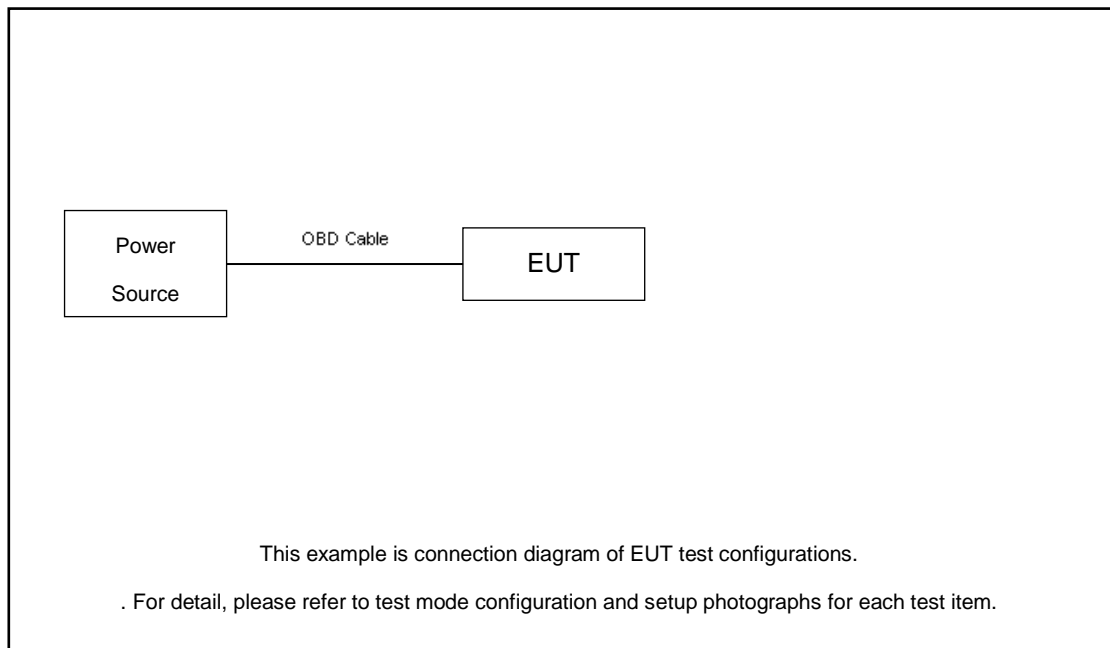 Power
Source
OBD Cable
EUT
This example is connection diagram of EUT test configurations.
. For detail, please refer to test mode configuration and setup photographs for each test item.